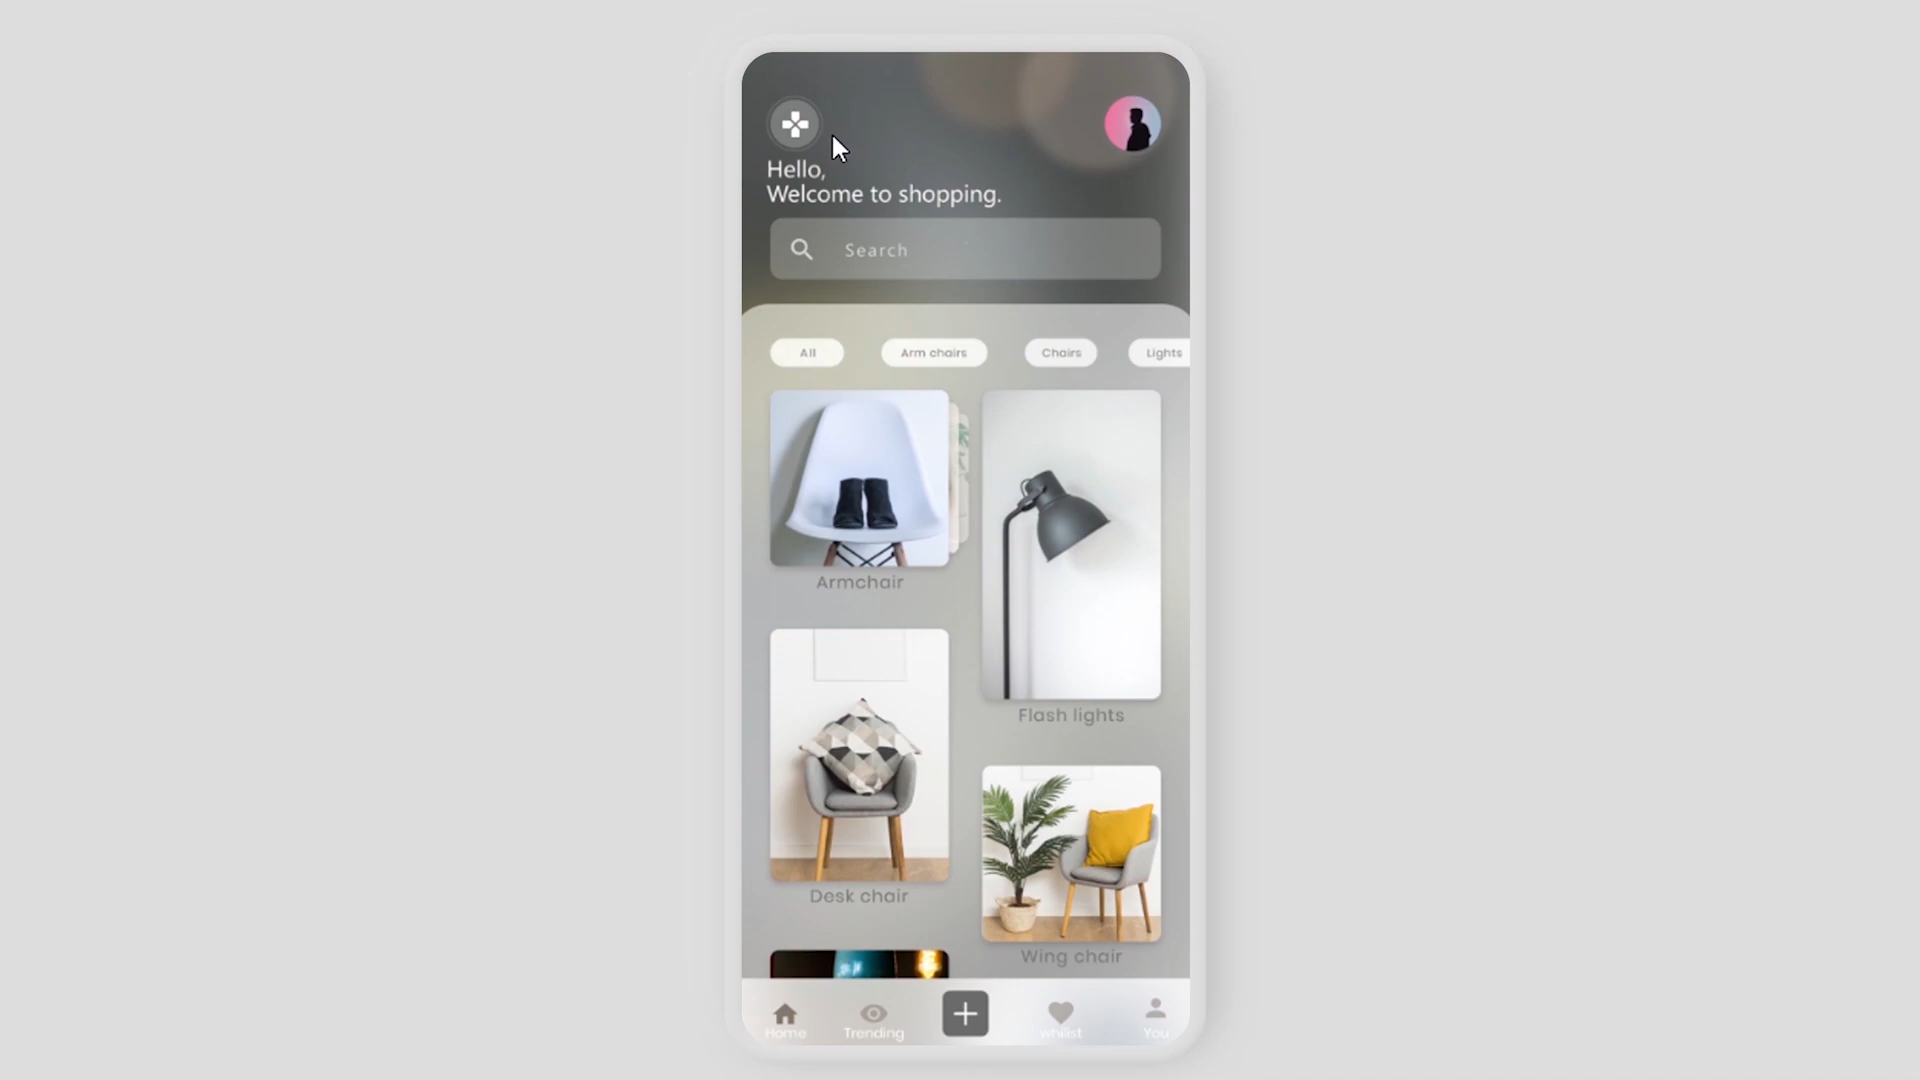 Hello,
Welcome to shopping.
Search
All
Arm chairs
Chairs
Lights
Armchair
Flash lights
Desk chair
Wing chair
Home
Trending
whilist
You